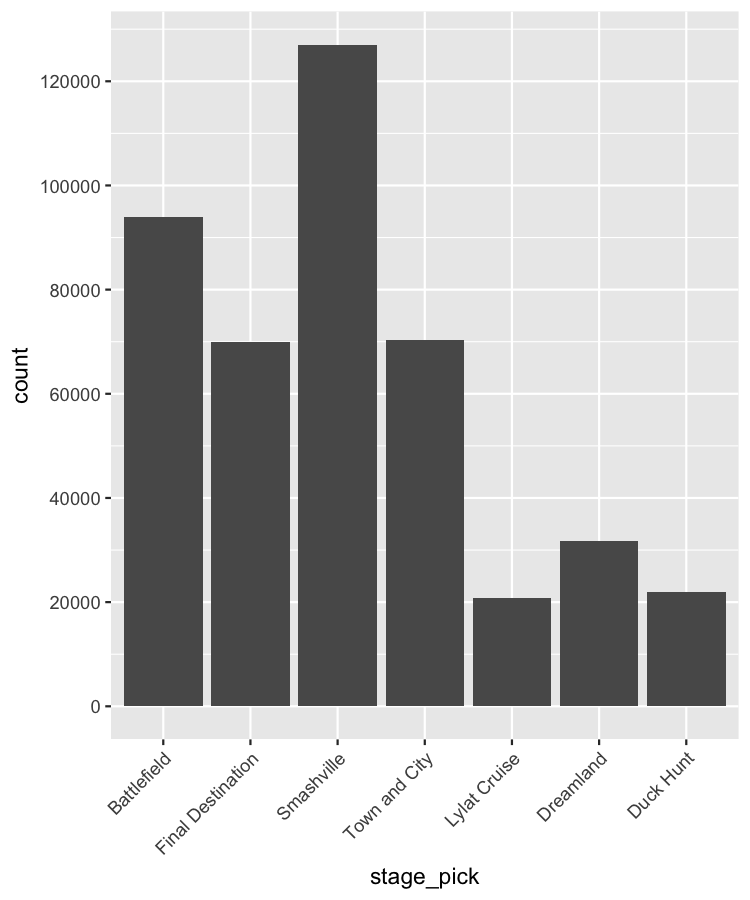 120000
100000
80000
60000
40000
20000
0
count
Battlefield
Final Destination
Smashville
Town and City
Lylat Cruise
Dreamland
Duck Hunt
stage_pick